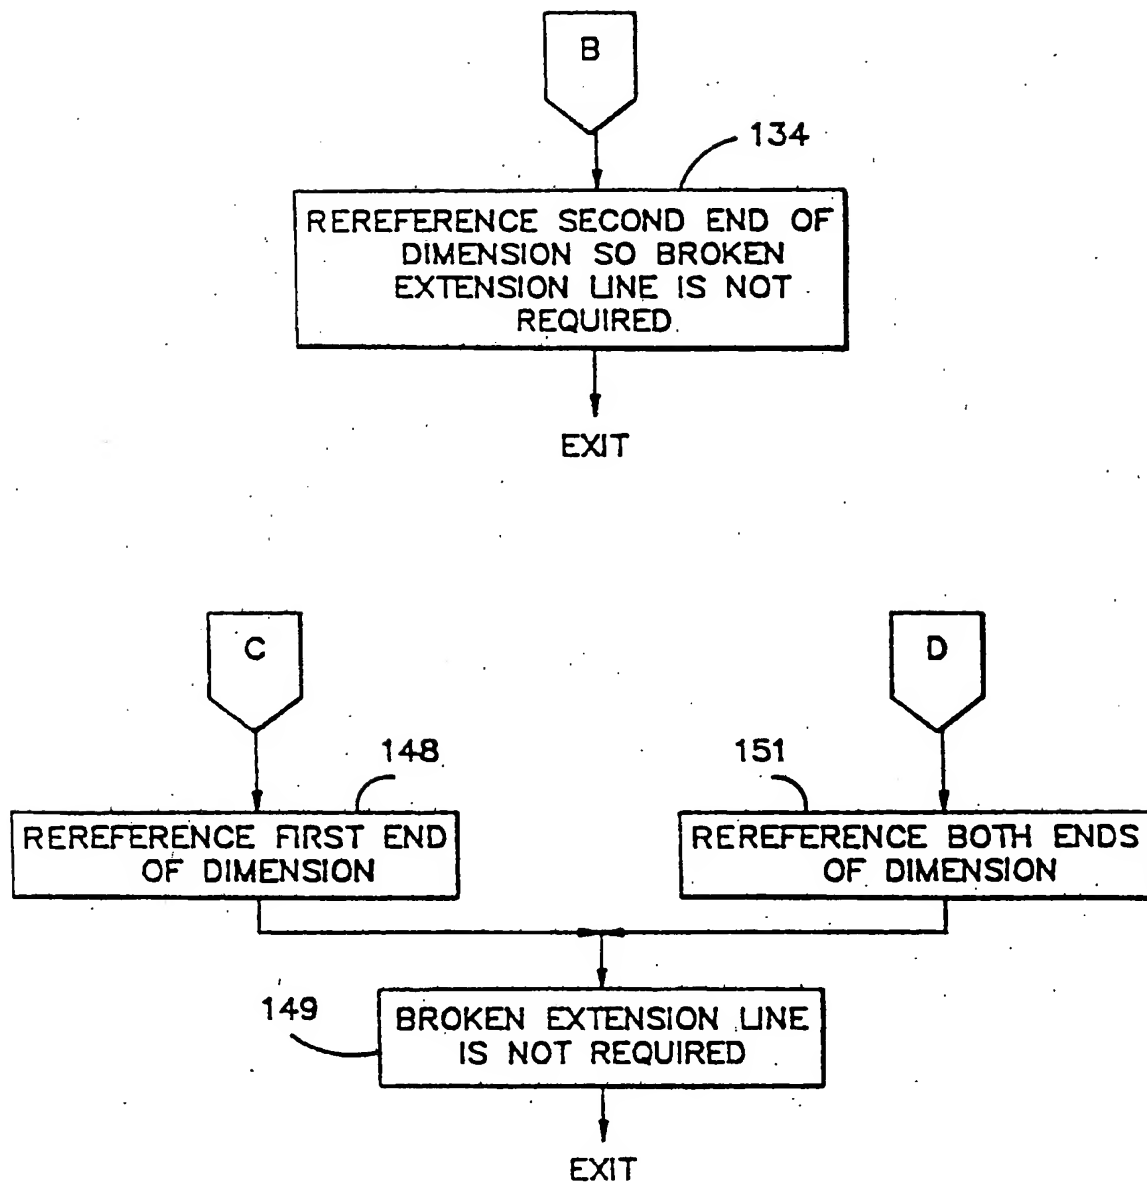 B
134
REREFERENCE SECOND END OF
DIMENSION SO BROKEN
EXTENSION LINE IS NOT
REQUIRED.
EXIT
C
D
148
151
REREFERENCE FIRST END
OF DIMENSION
REREFERENCE BOTH ENDS
OF DIMENSION
149
BROKEN EXTENSION LINE
IS NOT REQUIRED
EXIT